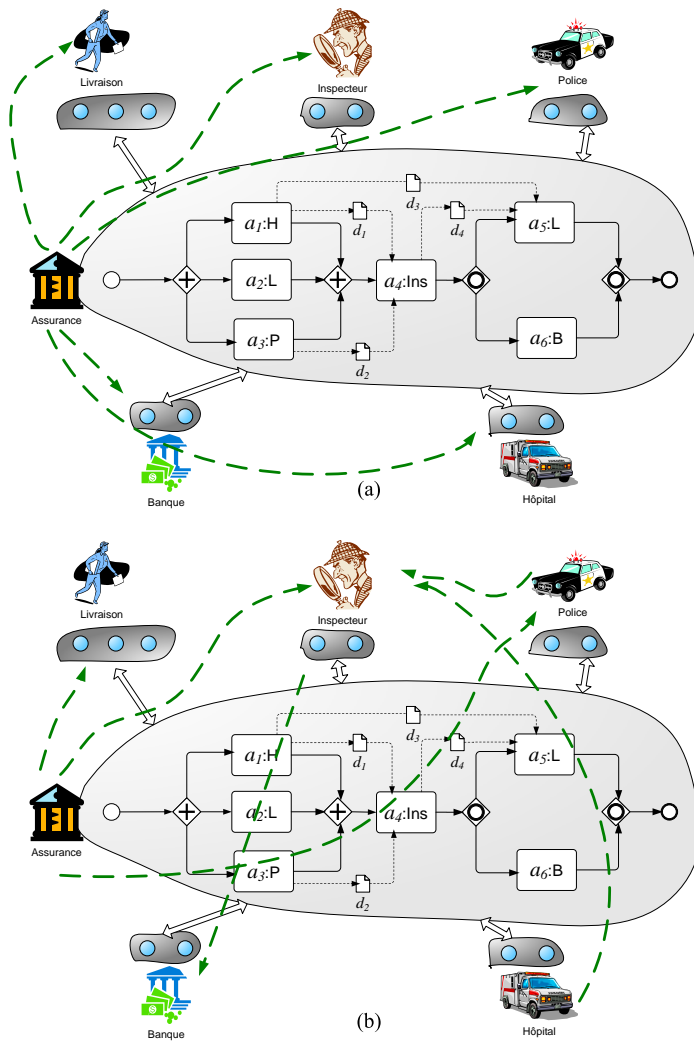 Livraison
Inspecteur
Police
a1:H
d1
d3
d4
a5:L
a2:L
a4:Ins
Assurance
a3:P
d2
a6:B
Banque
(a)
Hôpital
Livraison
Inspecteur
Police
a1:H
d1
d3
d4
a5:L
a2:L
a4:Ins
Assurance
a3:P
d2
a6:B
Banque
(b)
Hôpital